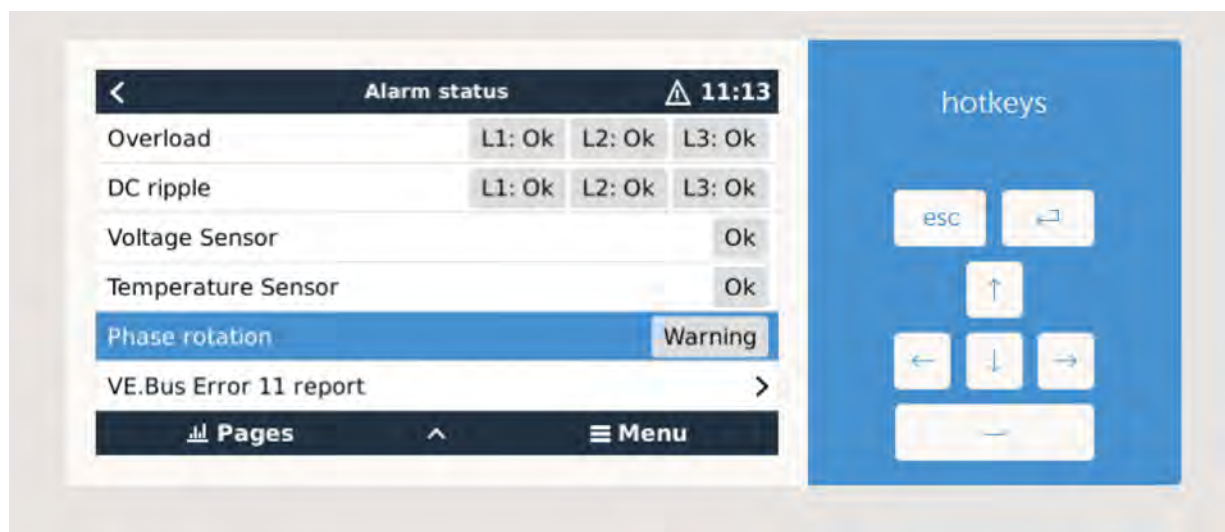 Alarm status 11:13
Overload L1: Ok L2: Ok L3: Ok
DC ripple L1: Ok L2: Ok L3: Ok
Voltage Sensor Ok
Temperature Sensor Ok
Phase rotation Warning
VE.Bus Error 11 report
Pages Menu
hotkeys
esc